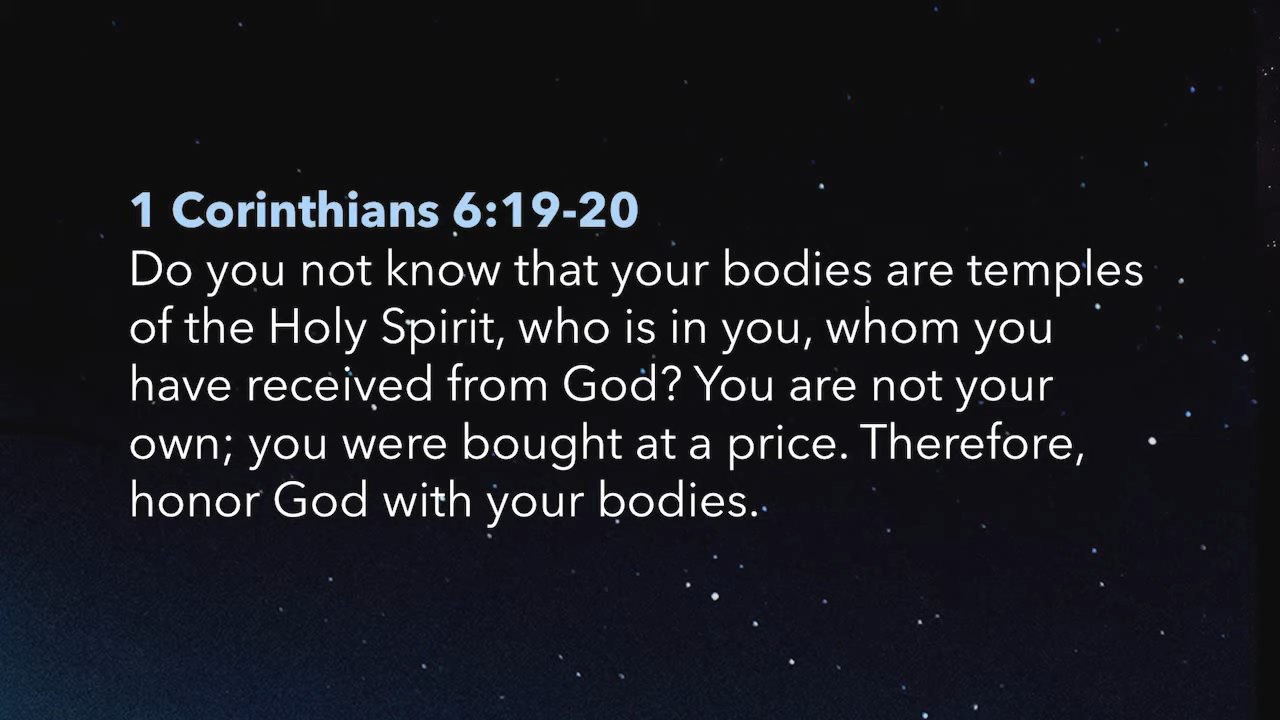 1 Corinthians 6:19-20
Do you not know that your bodies are temples
of the Holy Spirit, who is in you, whom you
have received from God? You are not your
own; you were bought at a price. Therefore,
honor God with your bodies.